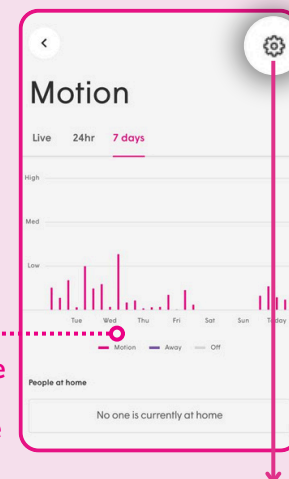 Motion
Live 24hr 7 days
High
Med
Low
Tue Wed Thu Fri Sat Sun Today
Motion Away Off
People at home
No one is currently at home